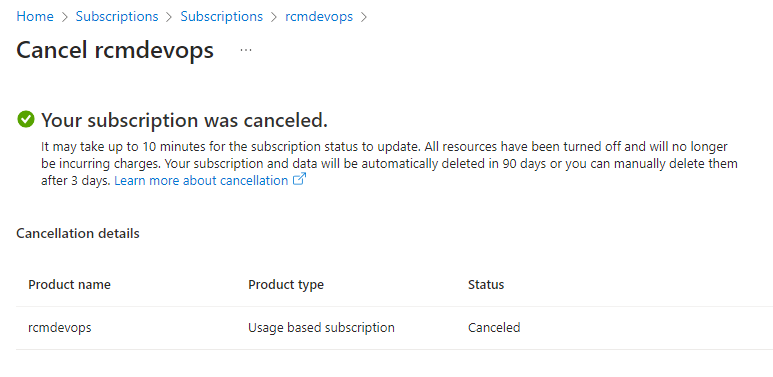 Home > Subscriptions > Subscriptions > rcmdevops >
Cancel rcmdevops ...
Your subscription was canceled.
It may take up to 10 minutes for the subscription status to update. All resources have been turned off and will no longer
be incurring charges. Your subscription and data will be automatically deleted in 90 days or you can manually delete them
after 3 days. Learn more about cancellation
Cancellation details
Product name Product type Status
rcmdevops Usage based subscription Canceled